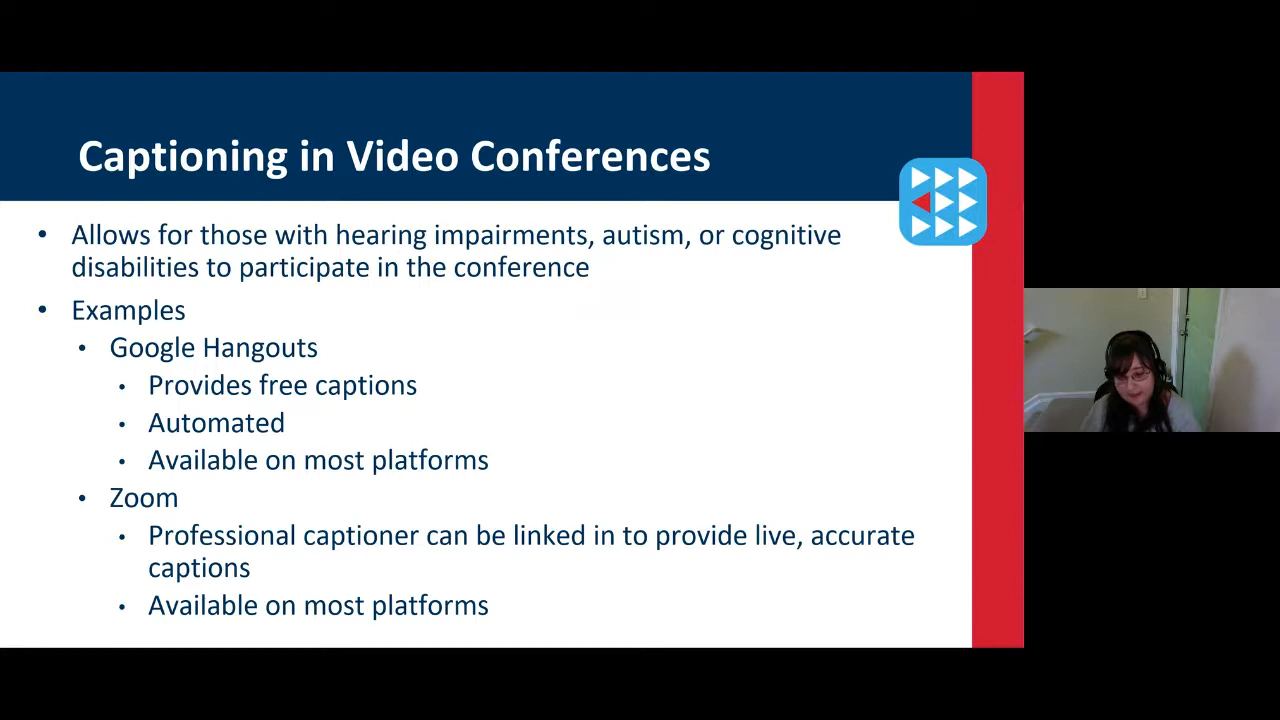 Captioning in Video Conferences
• Allows for those with hearing impairments, autism, or cognitive
disabilities to participate in the conference
• Examples
• Google Hangouts
• Provides free captions
• Automated
• Available on most platforms
• Zoom
• Professional captioner can be linked in to provide live, accurate
captions
• Available on most platforms